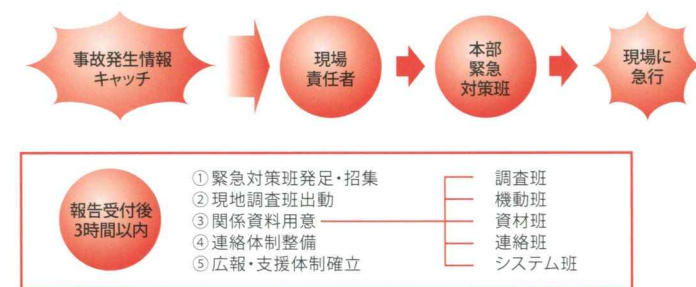 事故発生情報
キャッチ
現場
責任者
本部
緊急
対策班
現場に
急行
報告受付後
3時間以内
①緊急対策班発足・招集
②現地調査班出動
③関係資料用意
④連絡体制整備
⑤広報・支援体制確立
調査班
機動班
資材班
連絡班
システム班